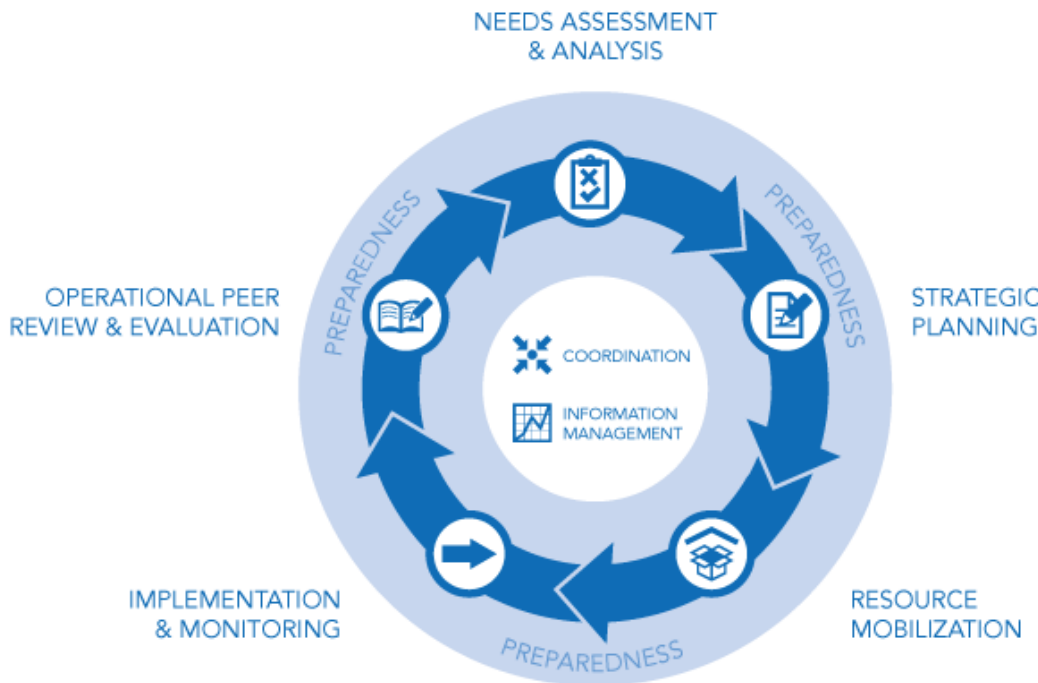 NEEDS ASSESSMENT
& ANALYSIS
PREPAREDNESS
PREPAREDNESS
OPERATIONAL PEER
REVIEW & EVALUATION
STRATEGIC
PLANNING
COORDINATION
INFORMATION
MANAGEMENT
IMPLEMENTATION
& MONITORING
RESOURCE
MOBILIZATION
PREPAREDNESS